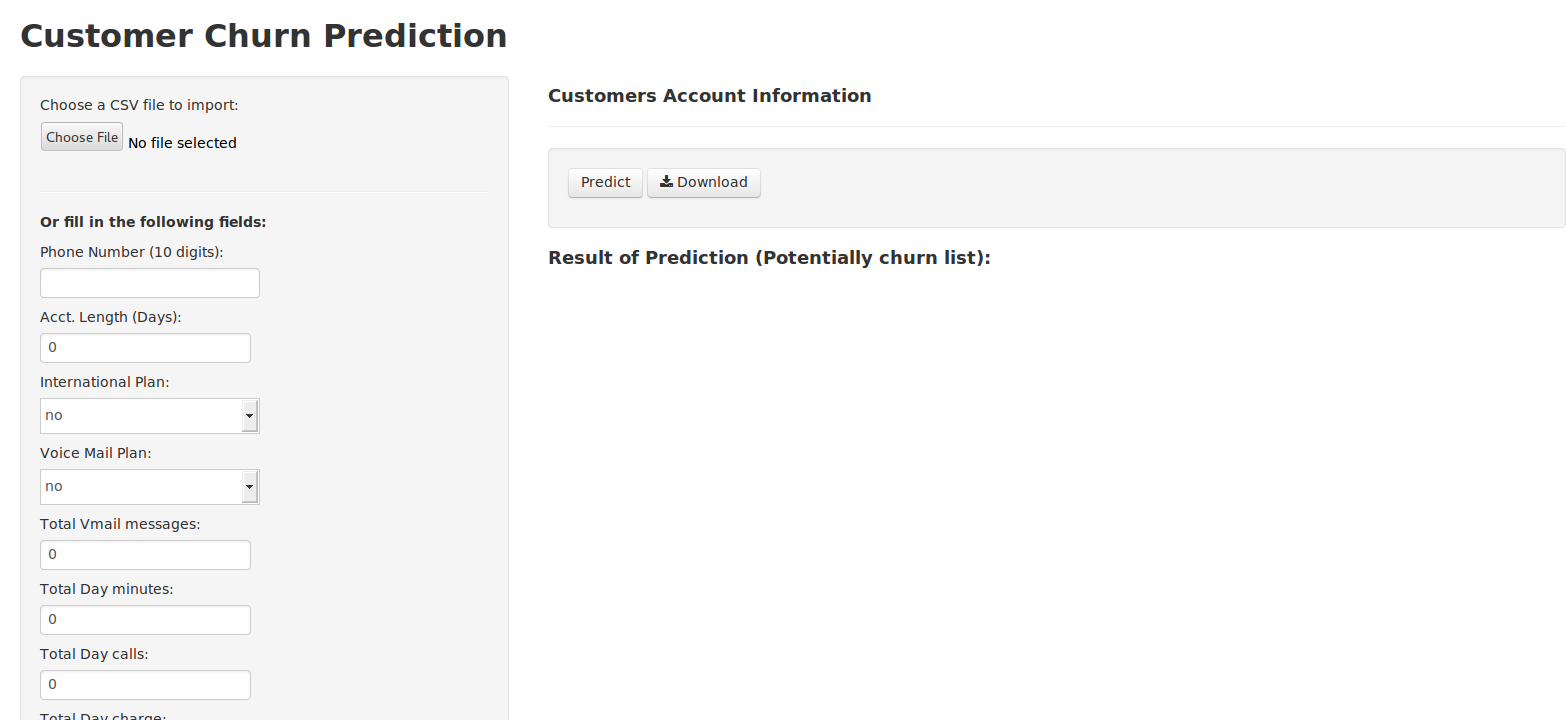 Customer Churn Prediction
Choose a CSV file to import:
Choose File No file selected
Or fill in the following fields:
Phone Number (10 digits):
Acct. Length (Days):
0
International Plan:
no
Voice Mail Plan:
no
Total Vmail messages:
0
Total Day minutes:
0
Total Day calls:
0
Total Day charge:
Customers Account Information
Predict Download
Result of Prediction (Potentially churn list):